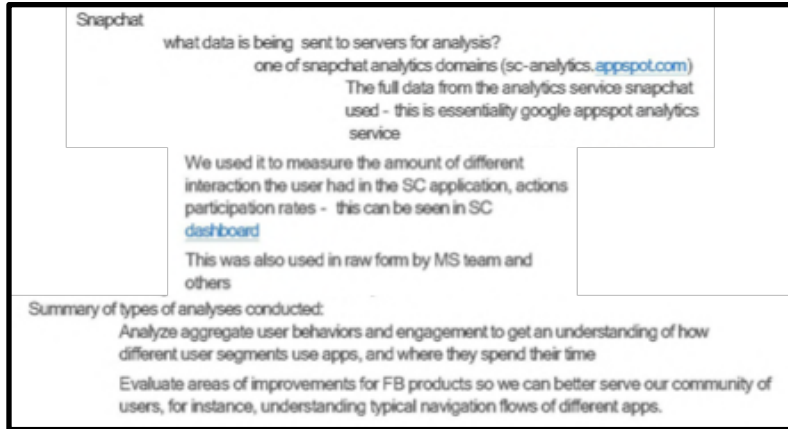 Snapchat
what data is being sent to servers for analysis?
one of snapchat analytics domains (sc-analytics.appspot.com)
The full data from the analytics service snapchat
used - this is essentiality google appspot analytics
service
We used it to measure the amount of different
interaction the user had in the SC application, actions
participation rates - this can be seen in SC
dashboard
This was also used in raw form by MS team and
others
Summary of types of analyses conducted:
Analyze aggregate user behaviors and engagement to get an understanding of how
different user segments use apps, and where they spend their time
Evaluate areas of improvements for FB products so we can better serve our community of
users, for instance, understanding typical navigation flows of different apps.